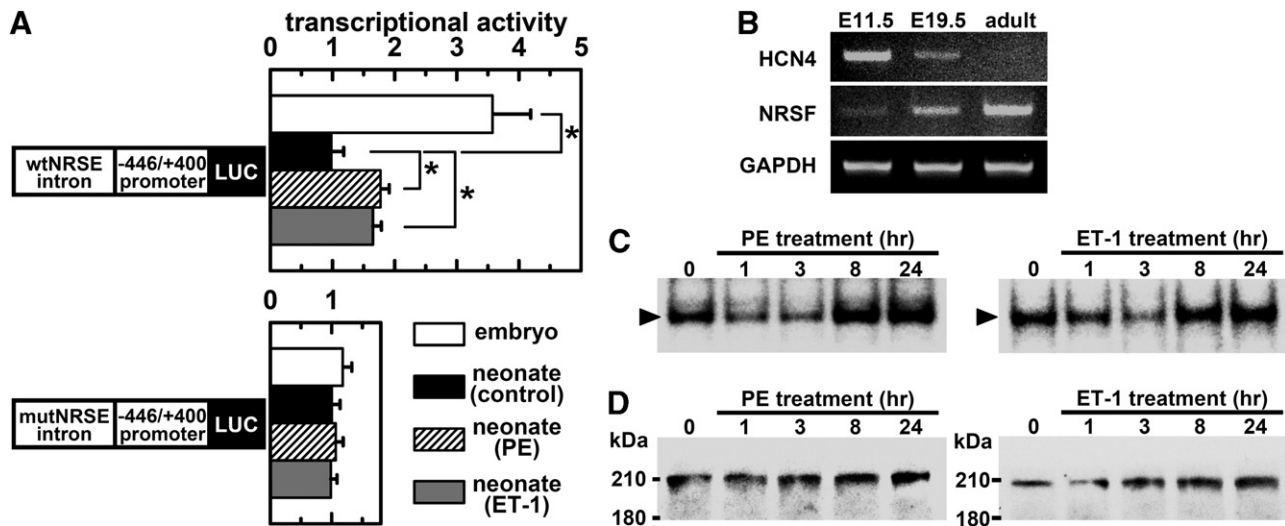 A
transcriptional activity
0 1 2 3 4 5
wtNRSE intron
-446/+400 promoter
LUC
*
*
*
0 1
mutNRSE intron
-446/+400 promoter
LUC
embryo
neonate (control)
neonate (PE)
neonate (ET-1)
B
E11.5 E19.5 adult
HCN4
NRSF
GAPDH
C
PE treatment (hr)
0 1 3 8 24
ET-1 treatment (hr)
0 1 3 8 24
D
PE treatment (hr)
kDa 0 1 3 8 24
210
180
ET-1 treatment (hr)
kDa 0 1 3 8 24
210
180